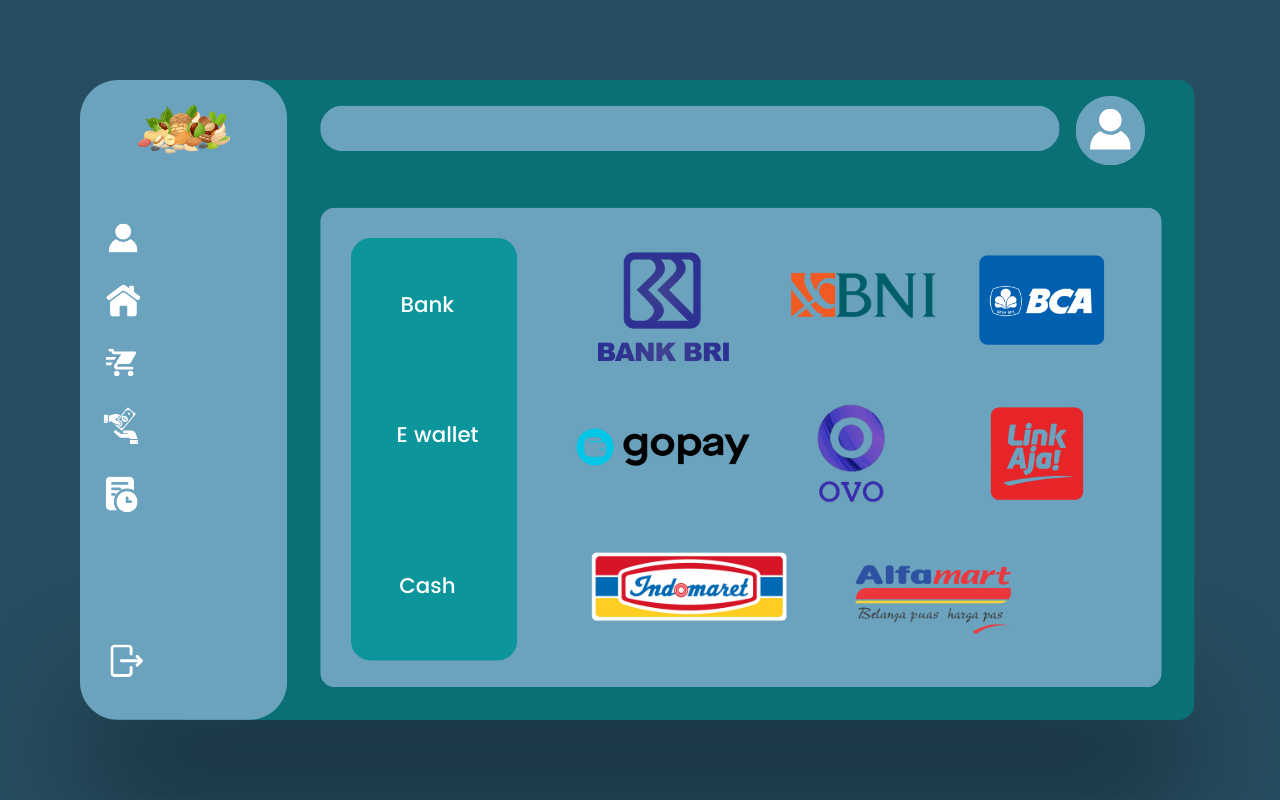 Bank
BANK BRI
BNI
BCA
E wallet
gopay
OVO
Link
Aja!
Cash
Indomaret
Alfamart
Belanja puas harga pas